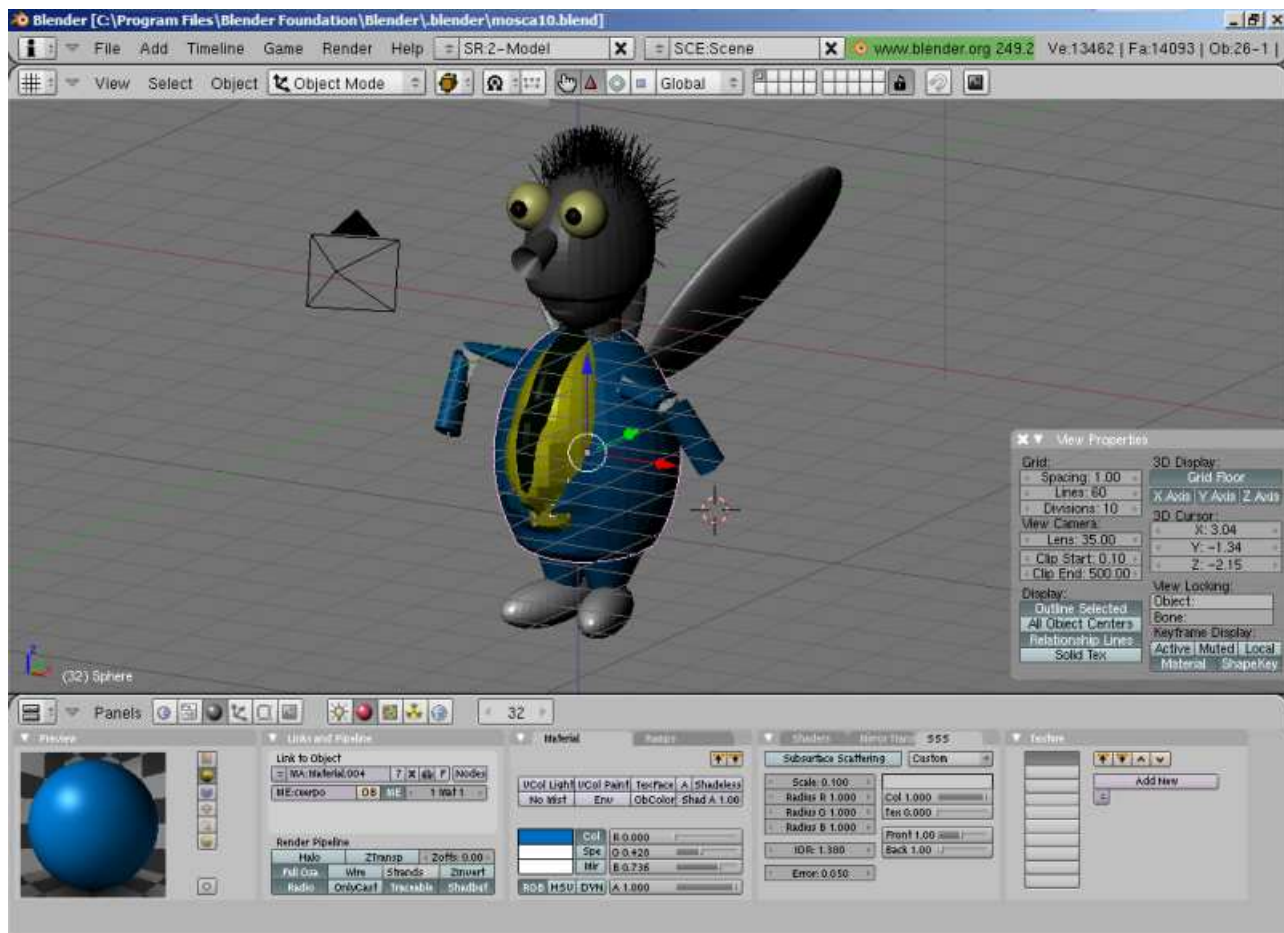 Blender [C:\Program Files\Blender Foundation\Blender\.blender\mosca10.blend]
File Add Timeline Game Render Help SR:2-Model SCE:Scene www.blender.org 249.2 Ve:13462 | Fa:14093 | Ob:26-1 |
View Select Object Object Mode Global
View Properties
Grid: 3D Display:
Spacing: 1.00 Grid Floor
Lines: 60 X Axis Y Axis Z Axis
Divisions: 10 3D Cursor:
View Camera: X: 3.04
Lens: 35.00 Y: -1.34
Clip Start: 0.10 Z: -2.15
Clip End: 500.00 View Locking:
Display: Object:
Outline Selected Bone:
All Object Centers Keyframe Display:
Relationship Lines Active Muted Local
Solid Tex Material ShapeKey
z
(32) Sphere
Panels 32
Preview Links and Pipeline Material Ramps Shaders Mirror Trans SSS Texture
Link to Object Subsurface Scattering Custom
MA:Material.004 7 X F Nodes VCol Light VCol Paint TexFace A Shadeless Scale: 0.100 Add New
ME:cuerpo OB ME 1 Mat 1 No Mist Env ObColor Shad A 1.00 Radius R 1.000 Col 1.000
Radius G 1.000 Tex 0.000
Radius B 1.000 Front 1.00
Render Pipeline Col R 0.000 IOR: 1.380 Back 1.00
Halo ZTransp Zoffs: 0.00 Spe G 0.428
Full Osa Wire Strands ZInvert Mir B 0.736 Error: 0.050
Radio OnlyCast Traceable Shadbuf RGB HSV DYN A 1.000